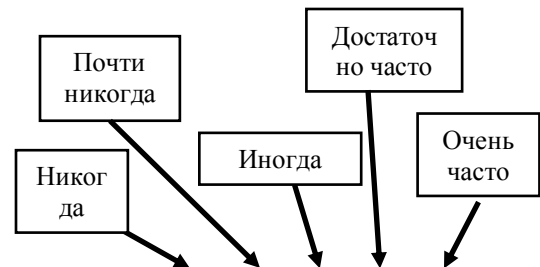 Почти
никогда
Достаточ
но часто
Иногда
Очень
часто
Никог
да